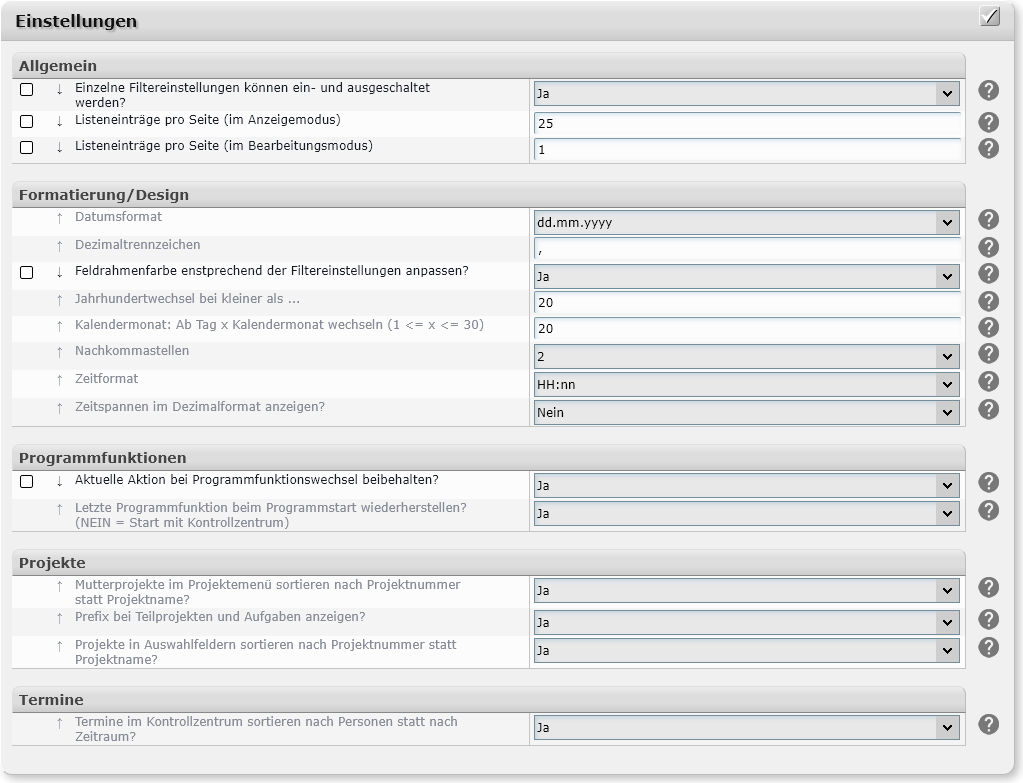 Einstellungen
Allgemein
↓ Einzelne Filtereinstellungen können ein- und ausgeschaltet
werden?
Ja
?
↓ Listeneinträge pro Seite (im Anzeigemodus)
25
?
↓ Listeneinträge pro Seite (im Bearbeitungsmodus)
1
?
Formatierung/Design
↑ Datumsformat
dd.mm.yyyy
?
↑ Dezimaltrennzeichen
,
?
↓ Feldrahmenfarbe enstprechend der Filtereinstellungen anpassen?
Ja
?
↑ Jahrhundertwechsel bei kleiner als ...
20
?
↑ Kalendermonat: Ab Tag x Kalendermonat wechseln (1 <= x <= 30)
20
?
↑ Nachkommastellen
2
?
↑ Zeitformat
HH:nn
?
↑ Zeitspannen im Dezimalformat anzeigen?
Nein
?
Programmfunktionen
↓ Aktuelle Aktion bei Programmfunktionswechsel beibehalten?
Ja
?
↑ Letzte Programmfunktion beim Programmstart wiederherstellen?
(NEIN = Start mit Kontrollzentrum)
Ja
?
Projekte
↑ Mutterprojekte im Projektemenü sortieren nach Projektnummer
statt Projektname?
Ja
?
↑ Prefix bei Teilprojekten und Aufgaben anzeigen?
Ja
?
↑ Projekte in Auswahlfeldern sortieren nach Projektnummer statt
Projektname?
Ja
?
Termine
↑ Termine im Kontrollzentrum sortieren nach Personen statt nach
Zeitraum?
Ja
?